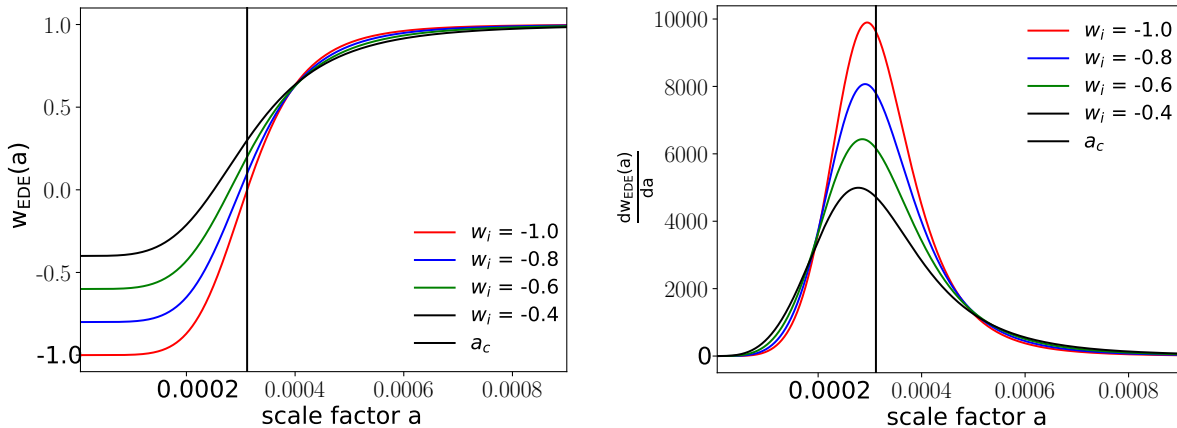 1.0
0.5
0.0
-0.5
-1.0
w_EDE(a)
0.0002
0.0004
0.0006
0.0008
scale factor a
w_i = -1.0
w_i = -0.8
w_i = -0.6
w_i = -0.4
a_c
10000
8000
6000
4000
2000
0
dw_EDE(a)
da
0.0002
0.0004
0.0006
0.0008
scale factor a
w_i = -1.0
w_i = -0.8
w_i = -0.6
w_i = -0.4
a_c